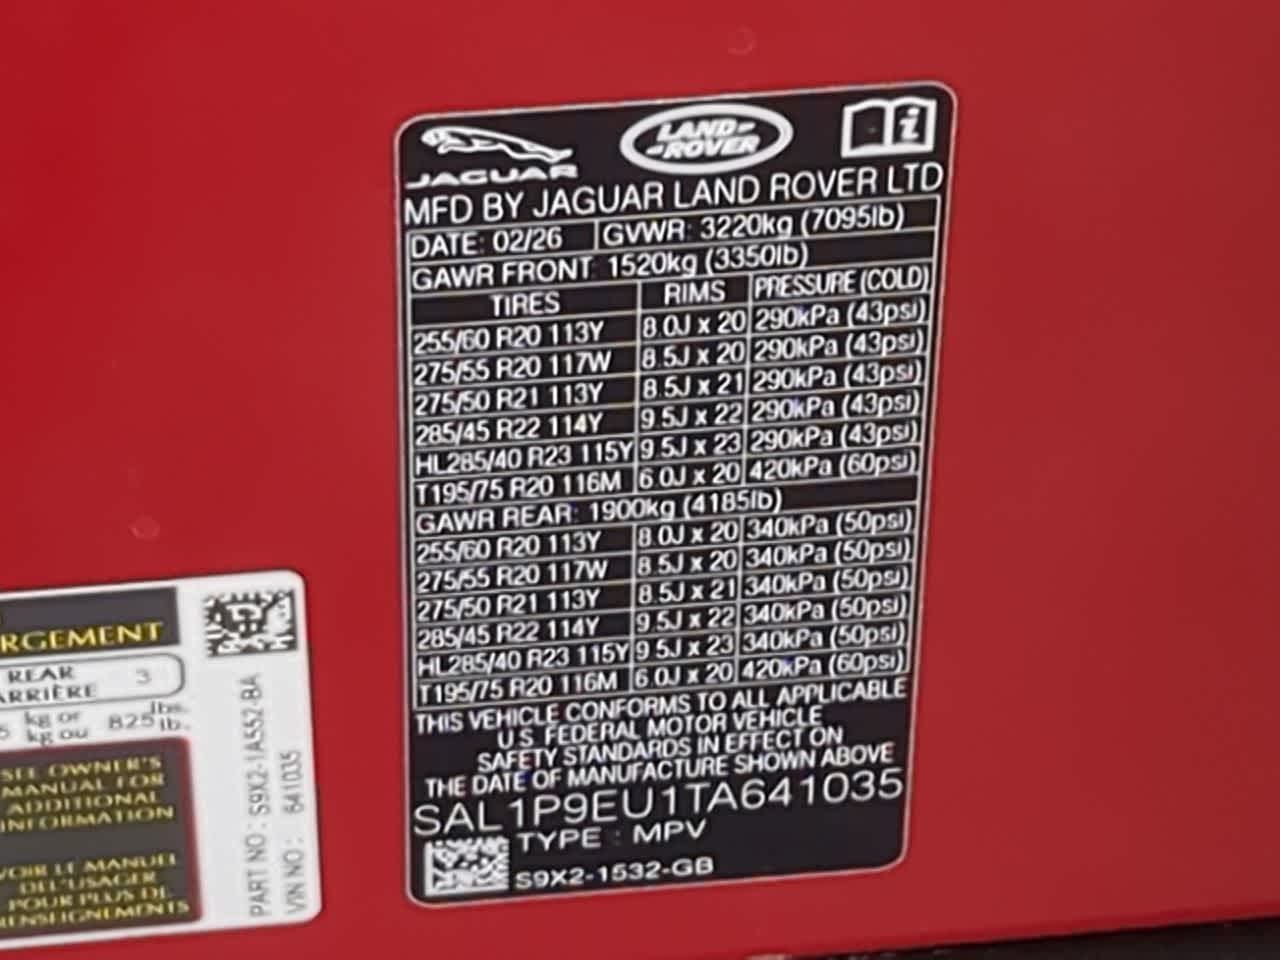 JAGUAR
LAND-
-ROVER
i
MFD BY JAGUAR LAND ROVER LTD
DATE: 02/26 GVWR: 3220kg (7095lb)
GAWR FRONT: 1520kg (3350lb)
TIRES RIMS PRESSURE (COLD)
255/60 R20 113Y 8.0J x 20 290kPa (43psi)
275/55 R20 117W 8.5J x 20 290kPa (43psi)
275/50 R21 113Y 8.5J x 21 290kPa (43psi)
285/45 R22 114Y 9.5J x 22 290kPa (43psi)
HL285/40 R23 115Y 9.5J x 23 290kPa (43psi)
T195/75 R20 116M 6.0J x 20 420kPa (60psi)
GAWR REAR: 1900kg (4185lb)
255/60 R20 113Y 8.0J x 20 340kPa (50psi)
275/55 R20 117W 8.5J x 20 340kPa (50psi)
275/50 R21 113Y 8.5J x 21 340kPa (50psi)
285/45 R22 114Y 9.5J x 22 340kPa (50psi)
HL285/40 R23 115Y 9.5J x 23 340kPa (50psi)
T195/75 R20 116M 6.0J x 20 420kPa (60psi)
THIS VEHICLE CONFORMS TO ALL APPLICABLE
U.S. FEDERAL MOTOR VEHICLE
SAFETY STANDARDS IN EFFECT ON
THE DATE OF MANUFACTURE SHOWN ABOVE
SAL1P9EU1TA641035
TYPE : MPV
S9X2-1532-GB
RGEMENT
REAR 3
ARRIÈRE
5 kg or 825 lbs.
kg ou lb.
SEE OWNER'S
MANUAL FOR
ADDITIONAL
INFORMATION
VOIR LE MANUEL
DE L'USAGER
POUR PLUS DE
RENSEIGNEMENTS
PART NO : S9X2-1A552-BA
VIN NO : 641035